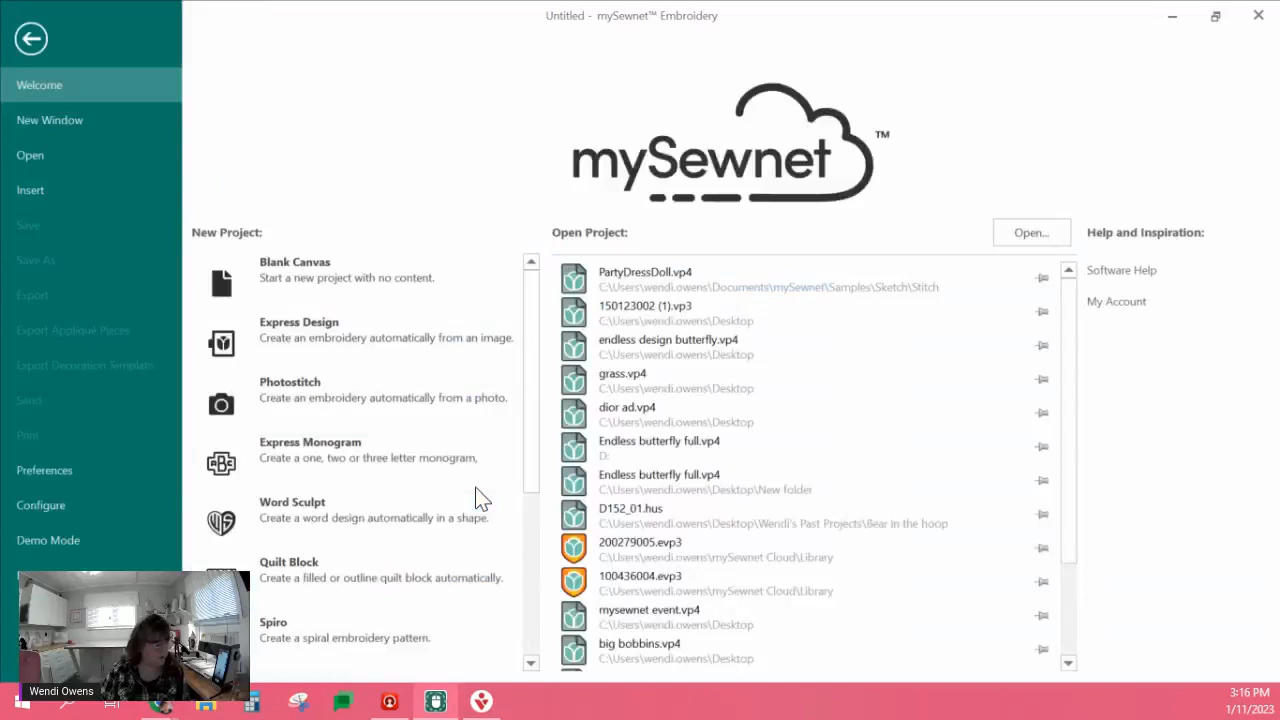 Untitled - mySewnet™ Embroidery
Welcome
New Window
Open
Insert
Save
Save As
Export
Export Appliqué Pieces
Export Decoration Template
Send
Print
Preferences
Configure
Demo Mode
mySewnet™
New Project:
Blank Canvas
Start a new project with no content.
Express Design
Create an embroidery automatically from an image.
Photostitch
Create an embroidery automatically from a photo.
Express Monogram
Create a one, two or three letter monogram,
Word Sculpt
Create a word design automatically in a shape.
Quilt Block
Create a filled or outline quilt block automatically.
Spiro
Create a spiral embroidery pattern.
Open Project:
Open...
PartyDressDoll.vp4
C:\Users\wendi.owens\Documents\mySewnet\Samples\Sketch\Stitch
150123002 (1).vp3
C:\Users\wendi.owens\Desktop
endless design butterfly.vp4
C:\Users\wendi.owens\Desktop
grass.vp4
C:\Users\wendi.owens\Desktop
dior ad.vp4
C:\Users\wendi.owens\Desktop
Endless butterfly full.vp4
D:
Endless butterfly full.vp4
C:\Users\wendi.owens\Desktop\New folder
D152_01.hus
C:\Users\wendi.owens\Desktop\Wendi's Past Projects\Bear in the hoop
200279005.evp3
C:\Users\wendi.owens\mySewnet Cloud\Library
100436004.evp3
C:\Users\wendi.owens\mySewnet Cloud\Library
mysewnet event.vp4
C:\Users\wendi.owens\Desktop
big bobbins.vp4
C:\Users\wendi.owens\Desktop
Help and Inspiration:
Software Help
My Account
Wendi Owens
3:16 PM
1/11/2023